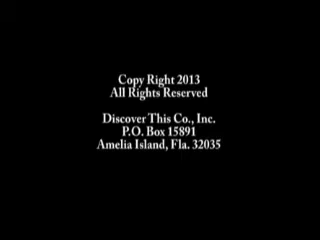 Copy Right 2013
All Rights Reserved
Discover This Co., Inc.
P.O. Box 15891
Amelia Island, Fla. 32035